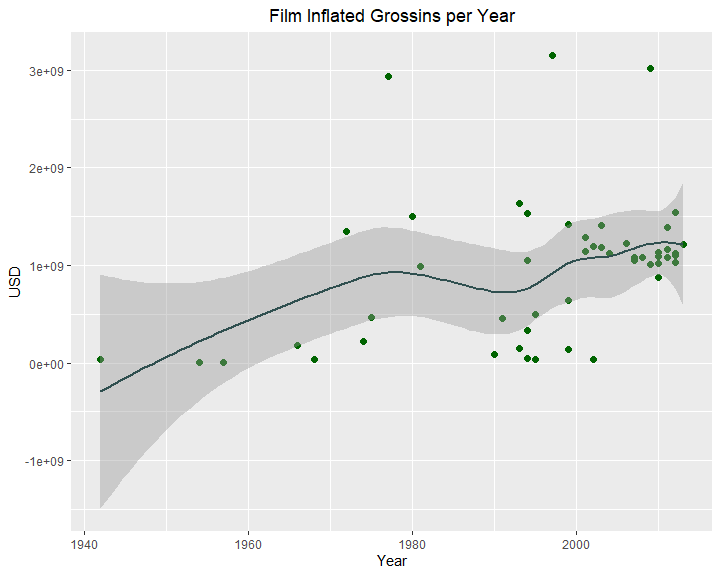 Film Inflated Grossins per Year
3e+09
2e+09
1e+09
0e+00
-1e+09
USD
1940
1960
1980
2000
Year